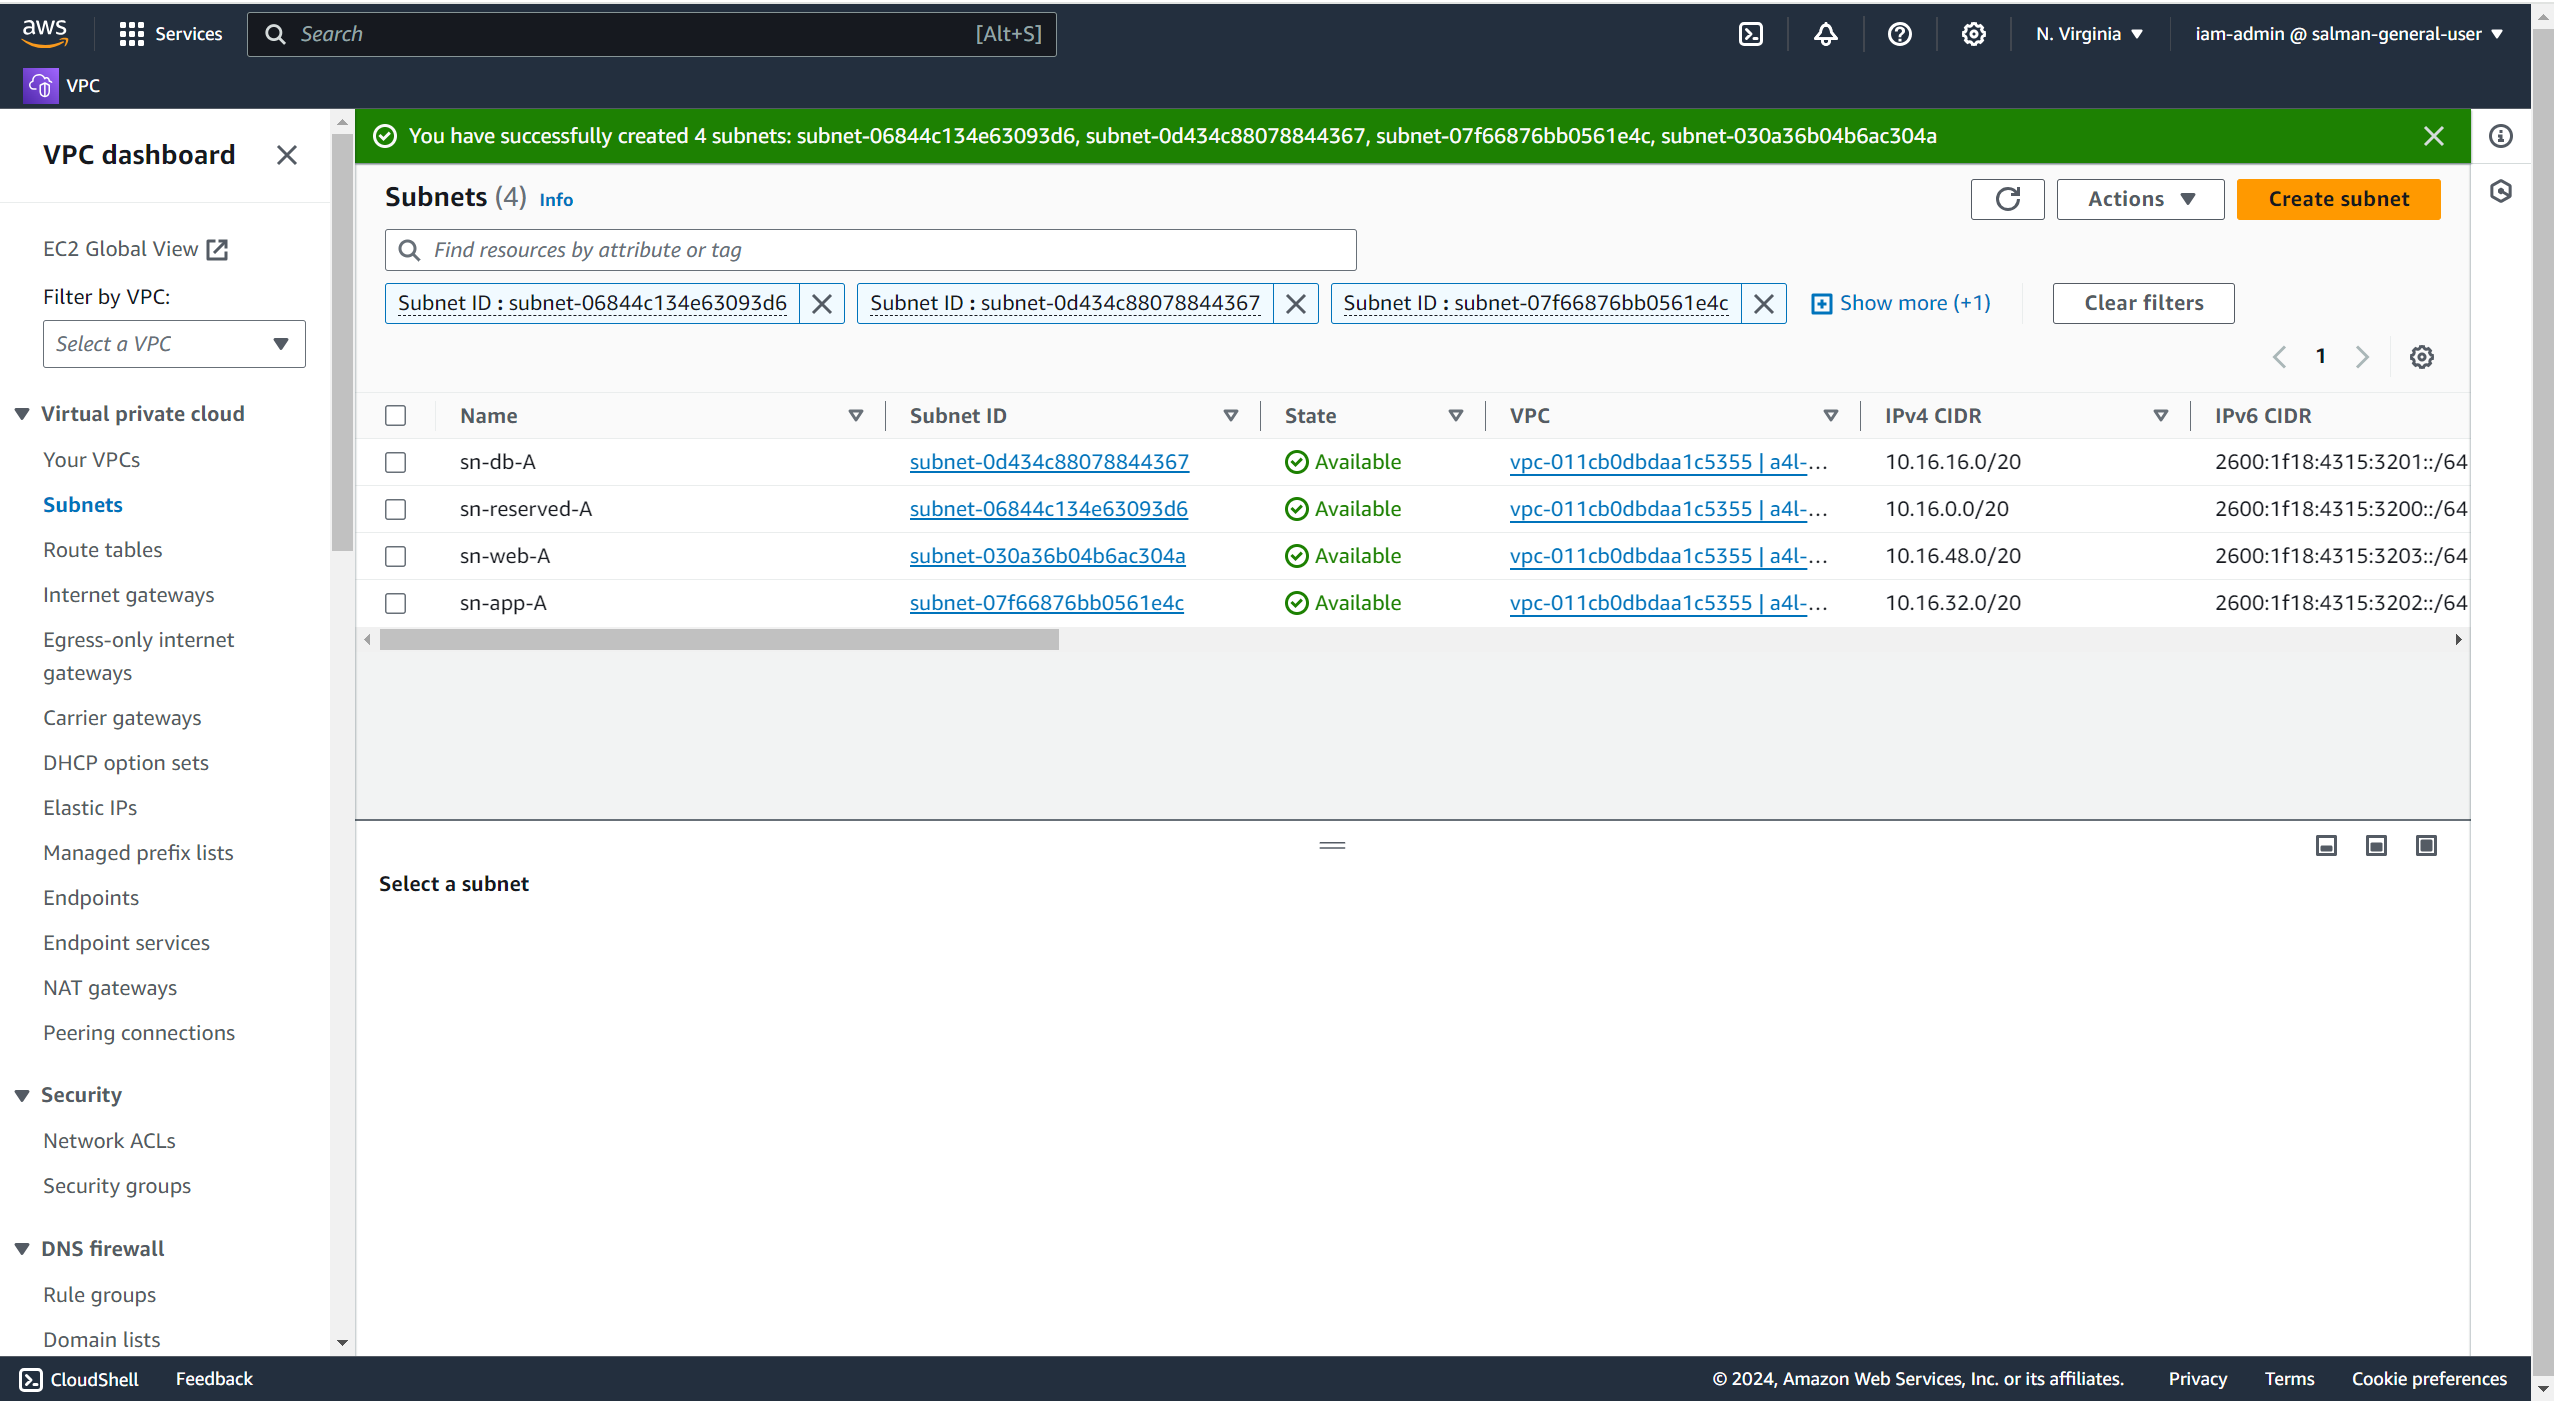 aws
Services
Search
[Alt+S]
N. Virginia
iam-admin @ salman-general-user
VPC
VPC dashboard
EC2 Global View
Filter by VPC:
Select a VPC
Virtual private cloud
Your VPCs
Subnets
Route tables
Internet gateways
Egress-only internet
gateways
Carrier gateways
DHCP option sets
Elastic IPs
Managed prefix lists
Endpoints
Endpoint services
NAT gateways
Peering connections
Security
Network ACLs
Security groups
DNS firewall
Rule groups
Domain lists
You have successfully created 4 subnets: subnet-06844c134e63093d6, subnet-0d434c88078844367, subnet-07f66876bb0561e4c, subnet-030a36b04b6ac304a
Subnets (4) Info
Actions
Create subnet
Find resources by attribute or tag
Subnet ID : subnet-06844c134e63093d6
Subnet ID : subnet-0d434c88078844367
Subnet ID : subnet-07f66876bb0561e4c
Show more (+1)
Clear filters
1
Name Subnet ID State VPC IPv4 CIDR IPv6 CIDR
sn-db-A subnet-0d434c88078844367 Available vpc-011cb0dbdaa1c5355 | a4l-... 10.16.16.0/20 2600:1f18:4315:3201::/64
sn-reserved-A subnet-06844c134e63093d6 Available vpc-011cb0dbdaa1c5355 | a4l-... 10.16.0.0/20 2600:1f18:4315:3200::/64
sn-web-A subnet-030a36b04b6ac304a Available vpc-011cb0dbdaa1c5355 | a4l-... 10.16.48.0/20 2600:1f18:4315:3203::/64
sn-app-A subnet-07f66876bb0561e4c Available vpc-011cb0dbdaa1c5355 | a4l-... 10.16.32.0/20 2600:1f18:4315:3202::/64
Select a subnet
CloudShell
Feedback
© 2024, Amazon Web Services, Inc. or its affiliates.
Privacy
Terms
Cookie preferences